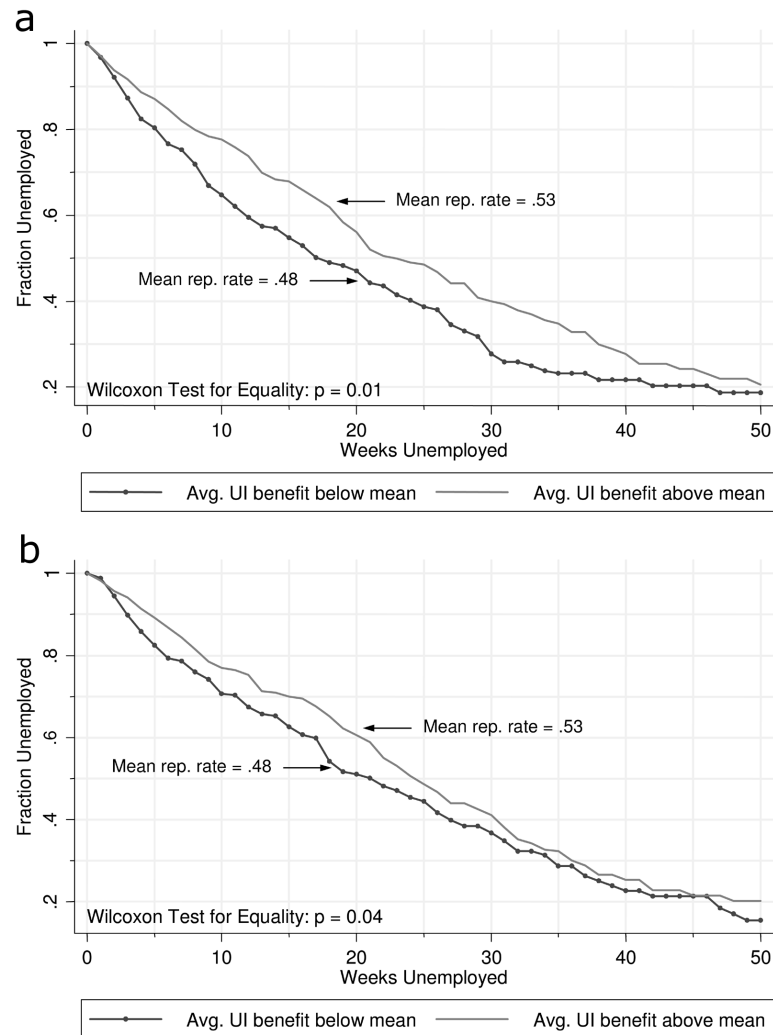 a
Fraction Unemployed
1
.8
.6
.4
.2
Mean rep. rate = .53
Mean rep. rate = .48
Wilcoxon Test for Equality: p = 0.01
0 10 20 30 40 50
Weeks Unemployed
Avg. UI benefit below mean Avg. UI benefit above mean
b
Fraction Unemployed
1
.8
.6
.4
.2
Mean rep. rate = .53
Mean rep. rate = .48
Wilcoxon Test for Equality: p = 0.04
0 10 20 30 40 50
Weeks Unemployed
Avg. UI benefit below mean Avg. UI benefit above mean